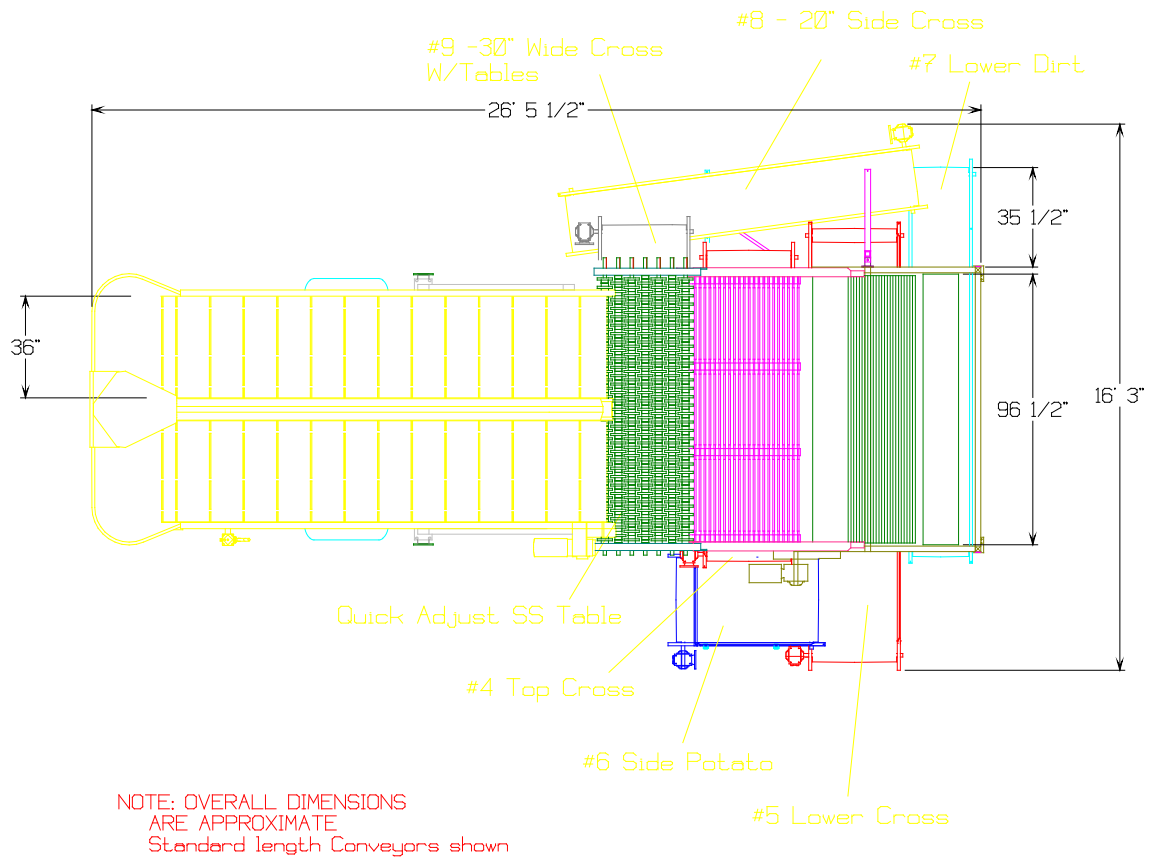 #8 - 20" Side Cross
#9 -30" Wide Cross
W/Tables
#7 Lower Dirt
26' 5 1/2"
35 1/2"
36"
16' 3"
96 1/2"
Quick Adjust SS Table
#4 Top Cross
#6 Side Potato
#5 Lower Cross
NOTE: OVERALL DIMENSIONS
ARE APPROXIMATE
Standard length Conveyors shown